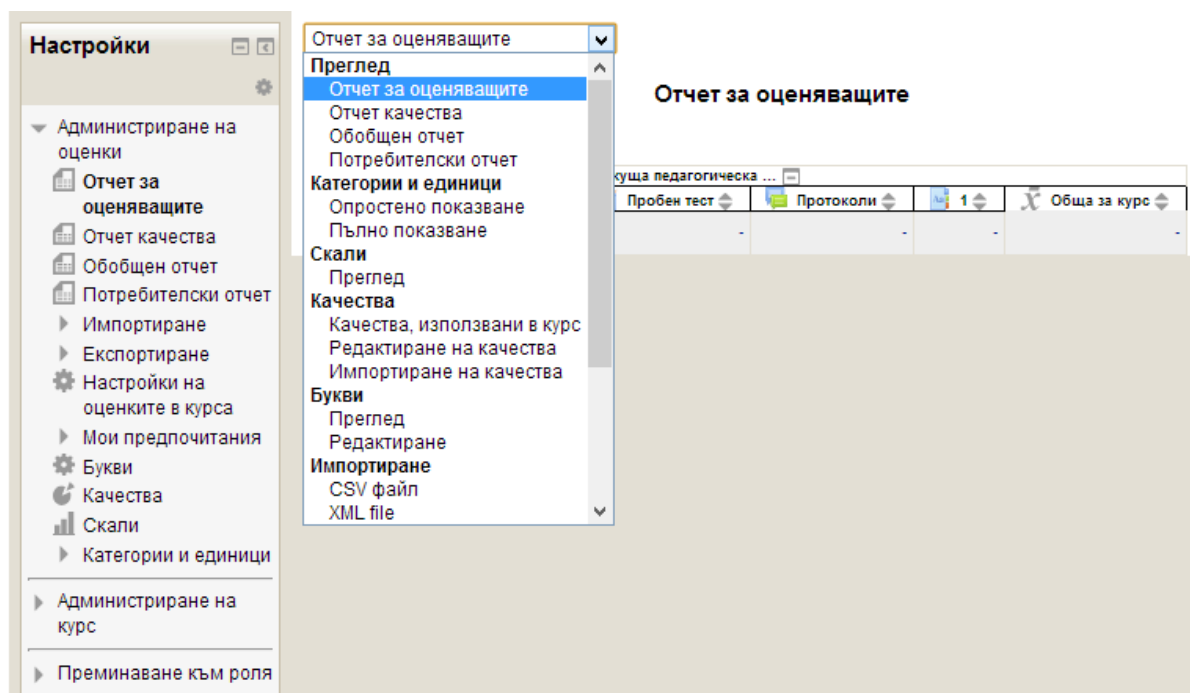 Настройки
Администриране на
оценки
Отчет за
оценяващите
Отчет качества
Обобщен отчет
Потребителски отчет
Импортиране
Експортиране
Настройки на
оценките в курса
Мои предпочитания
Букви
Качества
Скали
Категории и единици
Администриране на
курс
Преминаване към роля
Отчет за оценяващите
Преглед
Отчет за оценяващите
Отчет качества
Обобщен отчет
Потребителски отчет
Категории и единици
Опростено показване
Пълно показване
Скали
Преглед
Качества
Качества, използвани в курс
Редактиране на качества
Импортиране на качества
Букви
Преглед
Редактиране
Импортиране
CSV файл
XML file
Отчет за оценяващите
педагогическа ...
Пробен тест Протоколи 1 x̄ Обща за курс
- - - -